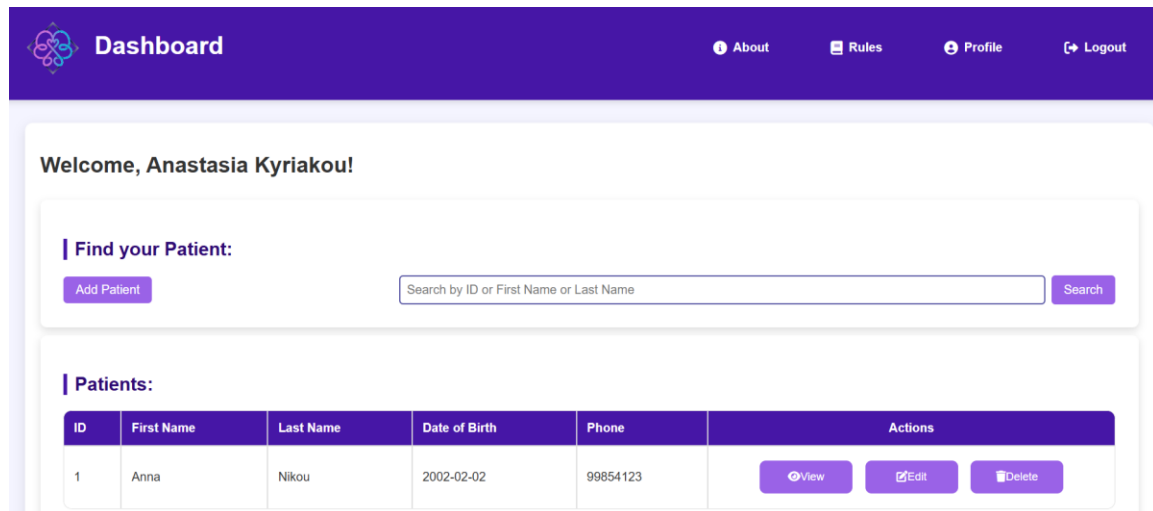 Dashboard About Rules Profile Logout
Welcome, Anastasia Kyriakou!
Find your Patient:
Add Patient Search by ID or First Name or Last Name Search
Patients:
ID First Name Last Name Date of Birth Phone Actions
1 Anna Nikou 2002-02-02 99854123 View Edit Delete